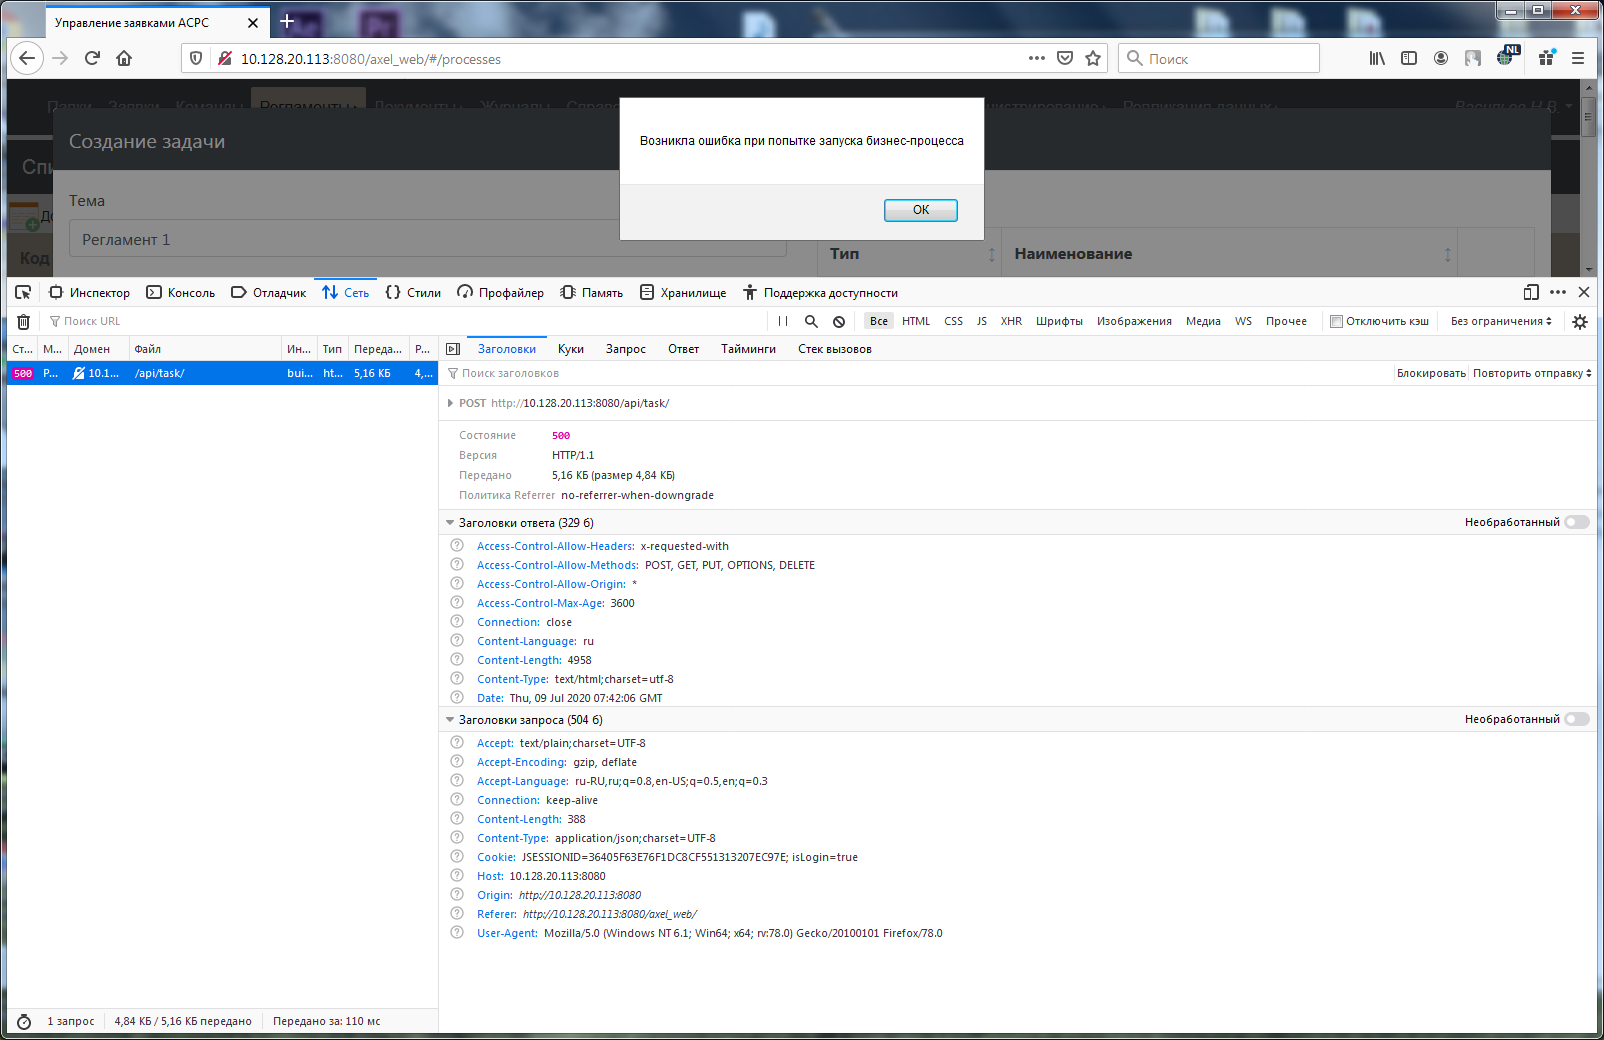 Управление заявками АСРС
10.128.20.113:8080/axel_web/#/processes
Поиск
NL
Папки Заявки Команды Регламенты Документы Журналы Репликация данных Васильев Н.В.
Создание задачи
Возникла ошибка при попытке запуска бизнес-процесса
OK
Тема
Регламент 1
Код
Тип
Наименование
Инспектор
Консоль
Отладчик
Сеть
Стили
Профайлер
Память
Хранилище
Поддержка доступности
Поиск URL
Все HTML CSS JS XHR Шрифты Изображения Медиа WS Прочее
Отключить кэш
Без ограничения
Ст... М... Домен Файл Ин... Тип Переда... Р...
500 P... 10.1... /api/task/ bui... ht... 5,16 КБ 4,...
Заголовки Куки Запрос Ответ Тайминги Стек вызовов
Поиск заголовков
Блокировать Повторить отправку
POST http://10.128.20.113:8080/api/task/
Состояние 500
Версия HTTP/1.1
Передано 5,16 КБ (размер 4,84 КБ)
Политика Referrer no-referrer-when-downgrade
Заголовки ответа (329 б)
Необработанный
Access-Control-Allow-Headers: x-requested-with
Access-Control-Allow-Methods: POST, GET, PUT, OPTIONS, DELETE
Access-Control-Allow-Origin: *
Access-Control-Max-Age: 3600
Connection: close
Content-Language: ru
Content-Length: 4958
Content-Type: text/html;charset=utf-8
Date: Thu, 09 Jul 2020 07:42:06 GMT
Заголовки запроса (504 б)
Необработанный
Accept: text/plain;charset=UTF-8
Accept-Encoding: gzip, deflate
Accept-Language: ru-RU,ru;q=0.8,en-US;q=0.5,en;q=0.3
Connection: keep-alive
Content-Length: 388
Content-Type: application/json;charset=UTF-8
Cookie: JSESSIONID=36405F63E76F1DC8CF551313207EC97E; isLogin=true
Host: 10.128.20.113:8080
Origin: http://10.128.20.113:8080
Referer: http://10.128.20.113:8080/axel_web/
User-Agent: Mozilla/5.0 (Windows NT 6.1; Win64; x64; rv:78.0) Gecko/20100101 Firefox/78.0
1 запрос
4,84 КБ / 5,16 КБ передано
Передано за: 110 мс